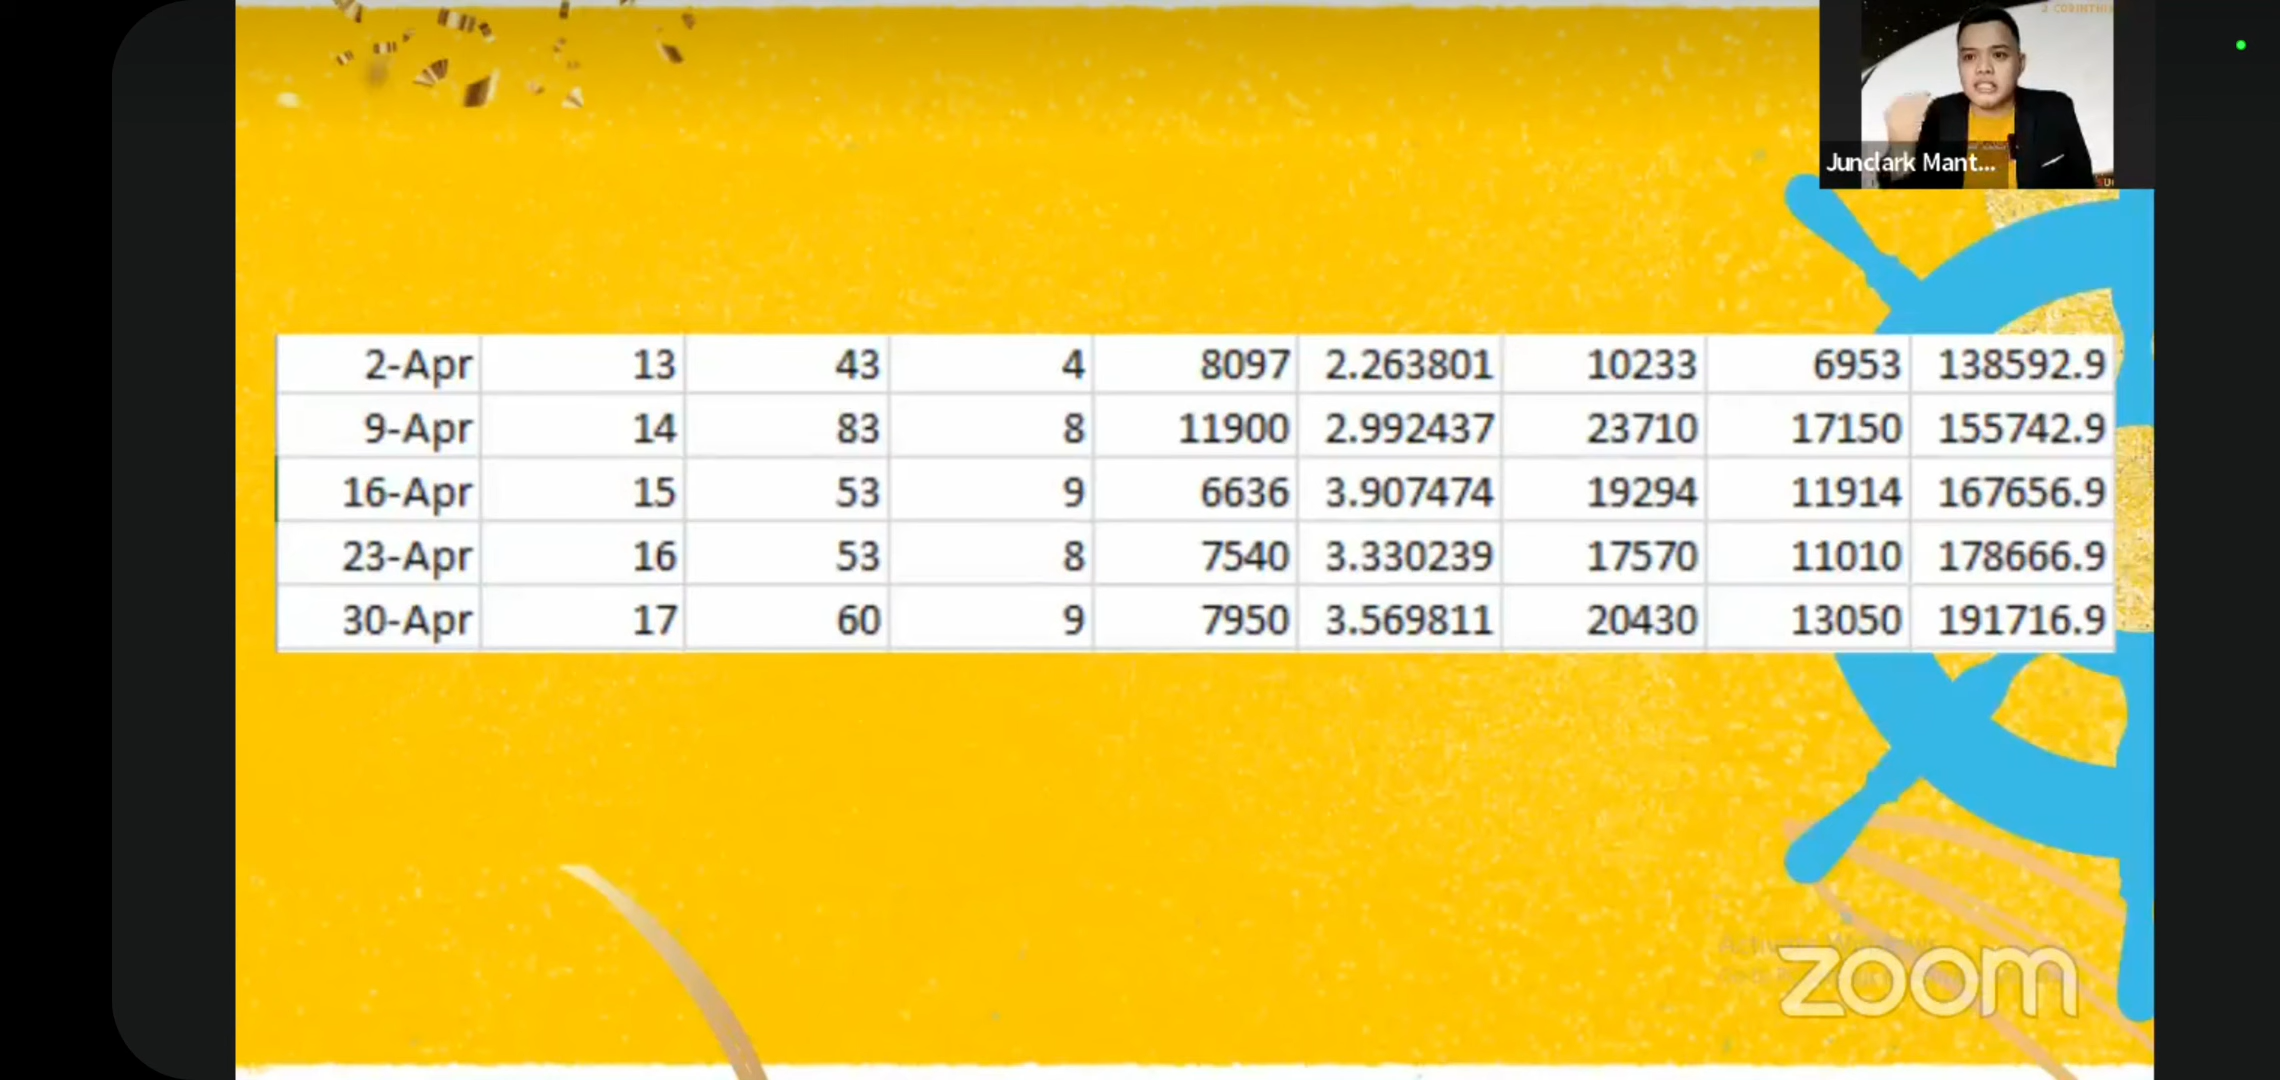 2 CORINTHI
Junclark Mant...
2-Apr 13 43 4 8097 2.263801 10233 6953 138592.9
9-Apr 14 83 8 11900 2.992437 23710 17150 155742.9
16-Apr 15 53 9 6636 3.907474 19294 11914 167656.9
23-Apr 16 53 8 7540 3.330239 17570 11010 178666.9
30-Apr 17 60 9 7950 3.569811 20430 13050 191716.9
zoom